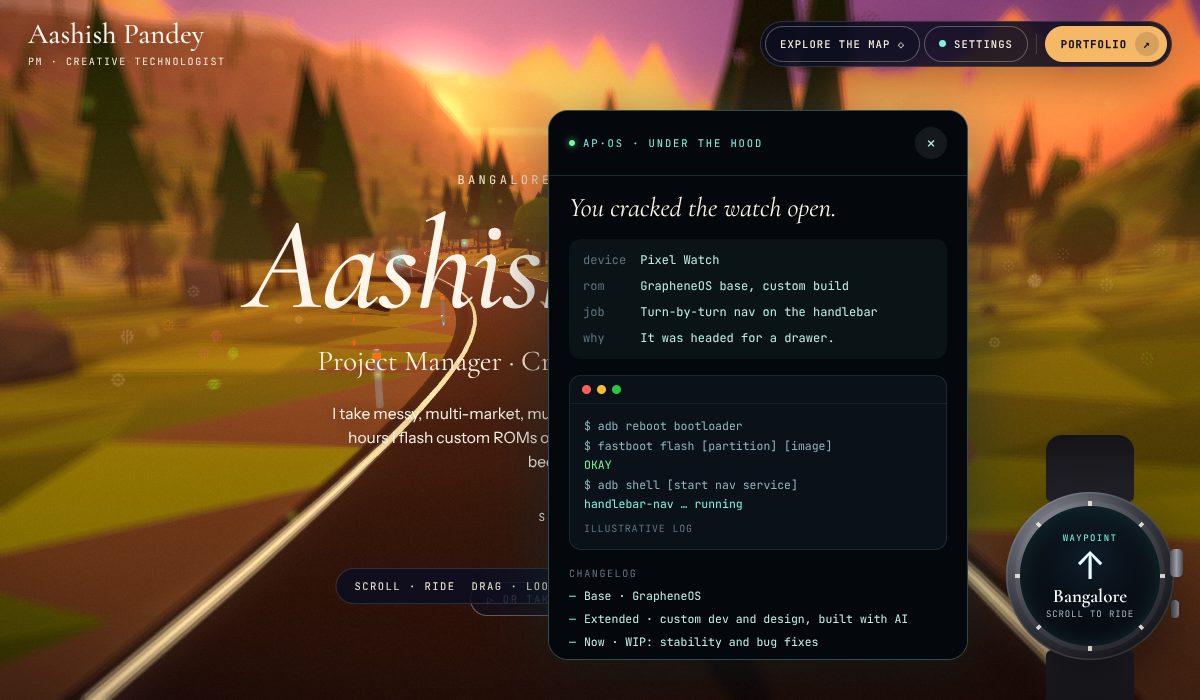 Aashish Pandey
PM · CREATIVE TECHNOLOGIST
EXPLORE THE MAP ◇
SETTINGS
PORTFOLIO ↗
BANGALORE
AP·OS · UNDER THE HOOD
×
You cracked the watch open.
device Pixel Watch
rom GrapheneOS base, custom build
job Turn-by-turn nav on the handlebar
why It was headed for a drawer.
$ adb reboot bootloader
$ fastboot flash [partition] [image]
OKAY
$ adb shell [start nav service]
handlebar-nav … running
ILLUSTRATIVE LOG
CHANGELOG
— Base · GrapheneOS
— Extended · custom dev and design, built with AI
— Now · WIP: stability and bug fixes
Aashis
Project Manager · Cr
I take messy, multi-market, mu
hours I flash custom ROMs o
bec
S
SCROLL · RIDE DRAG · LOO
▷ OR TAK
WAYPOINT
↑
Bangalore
SCROLL TO RIDE